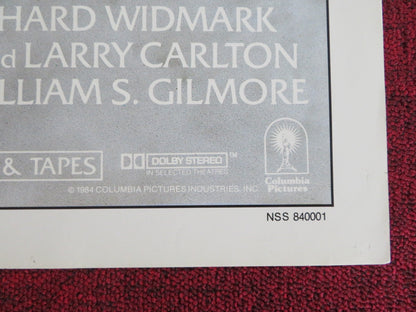 HARD WIDMARK
d LARRY CARLTON
LLIAM S. GILMORE
& TAPES
DOLBY STEREO TM
IN SELECTED THEATRES
© 1984 COLUMBIA PICTURES INDUSTRIES, INC.
Columbia
Pictures
NSS 840001